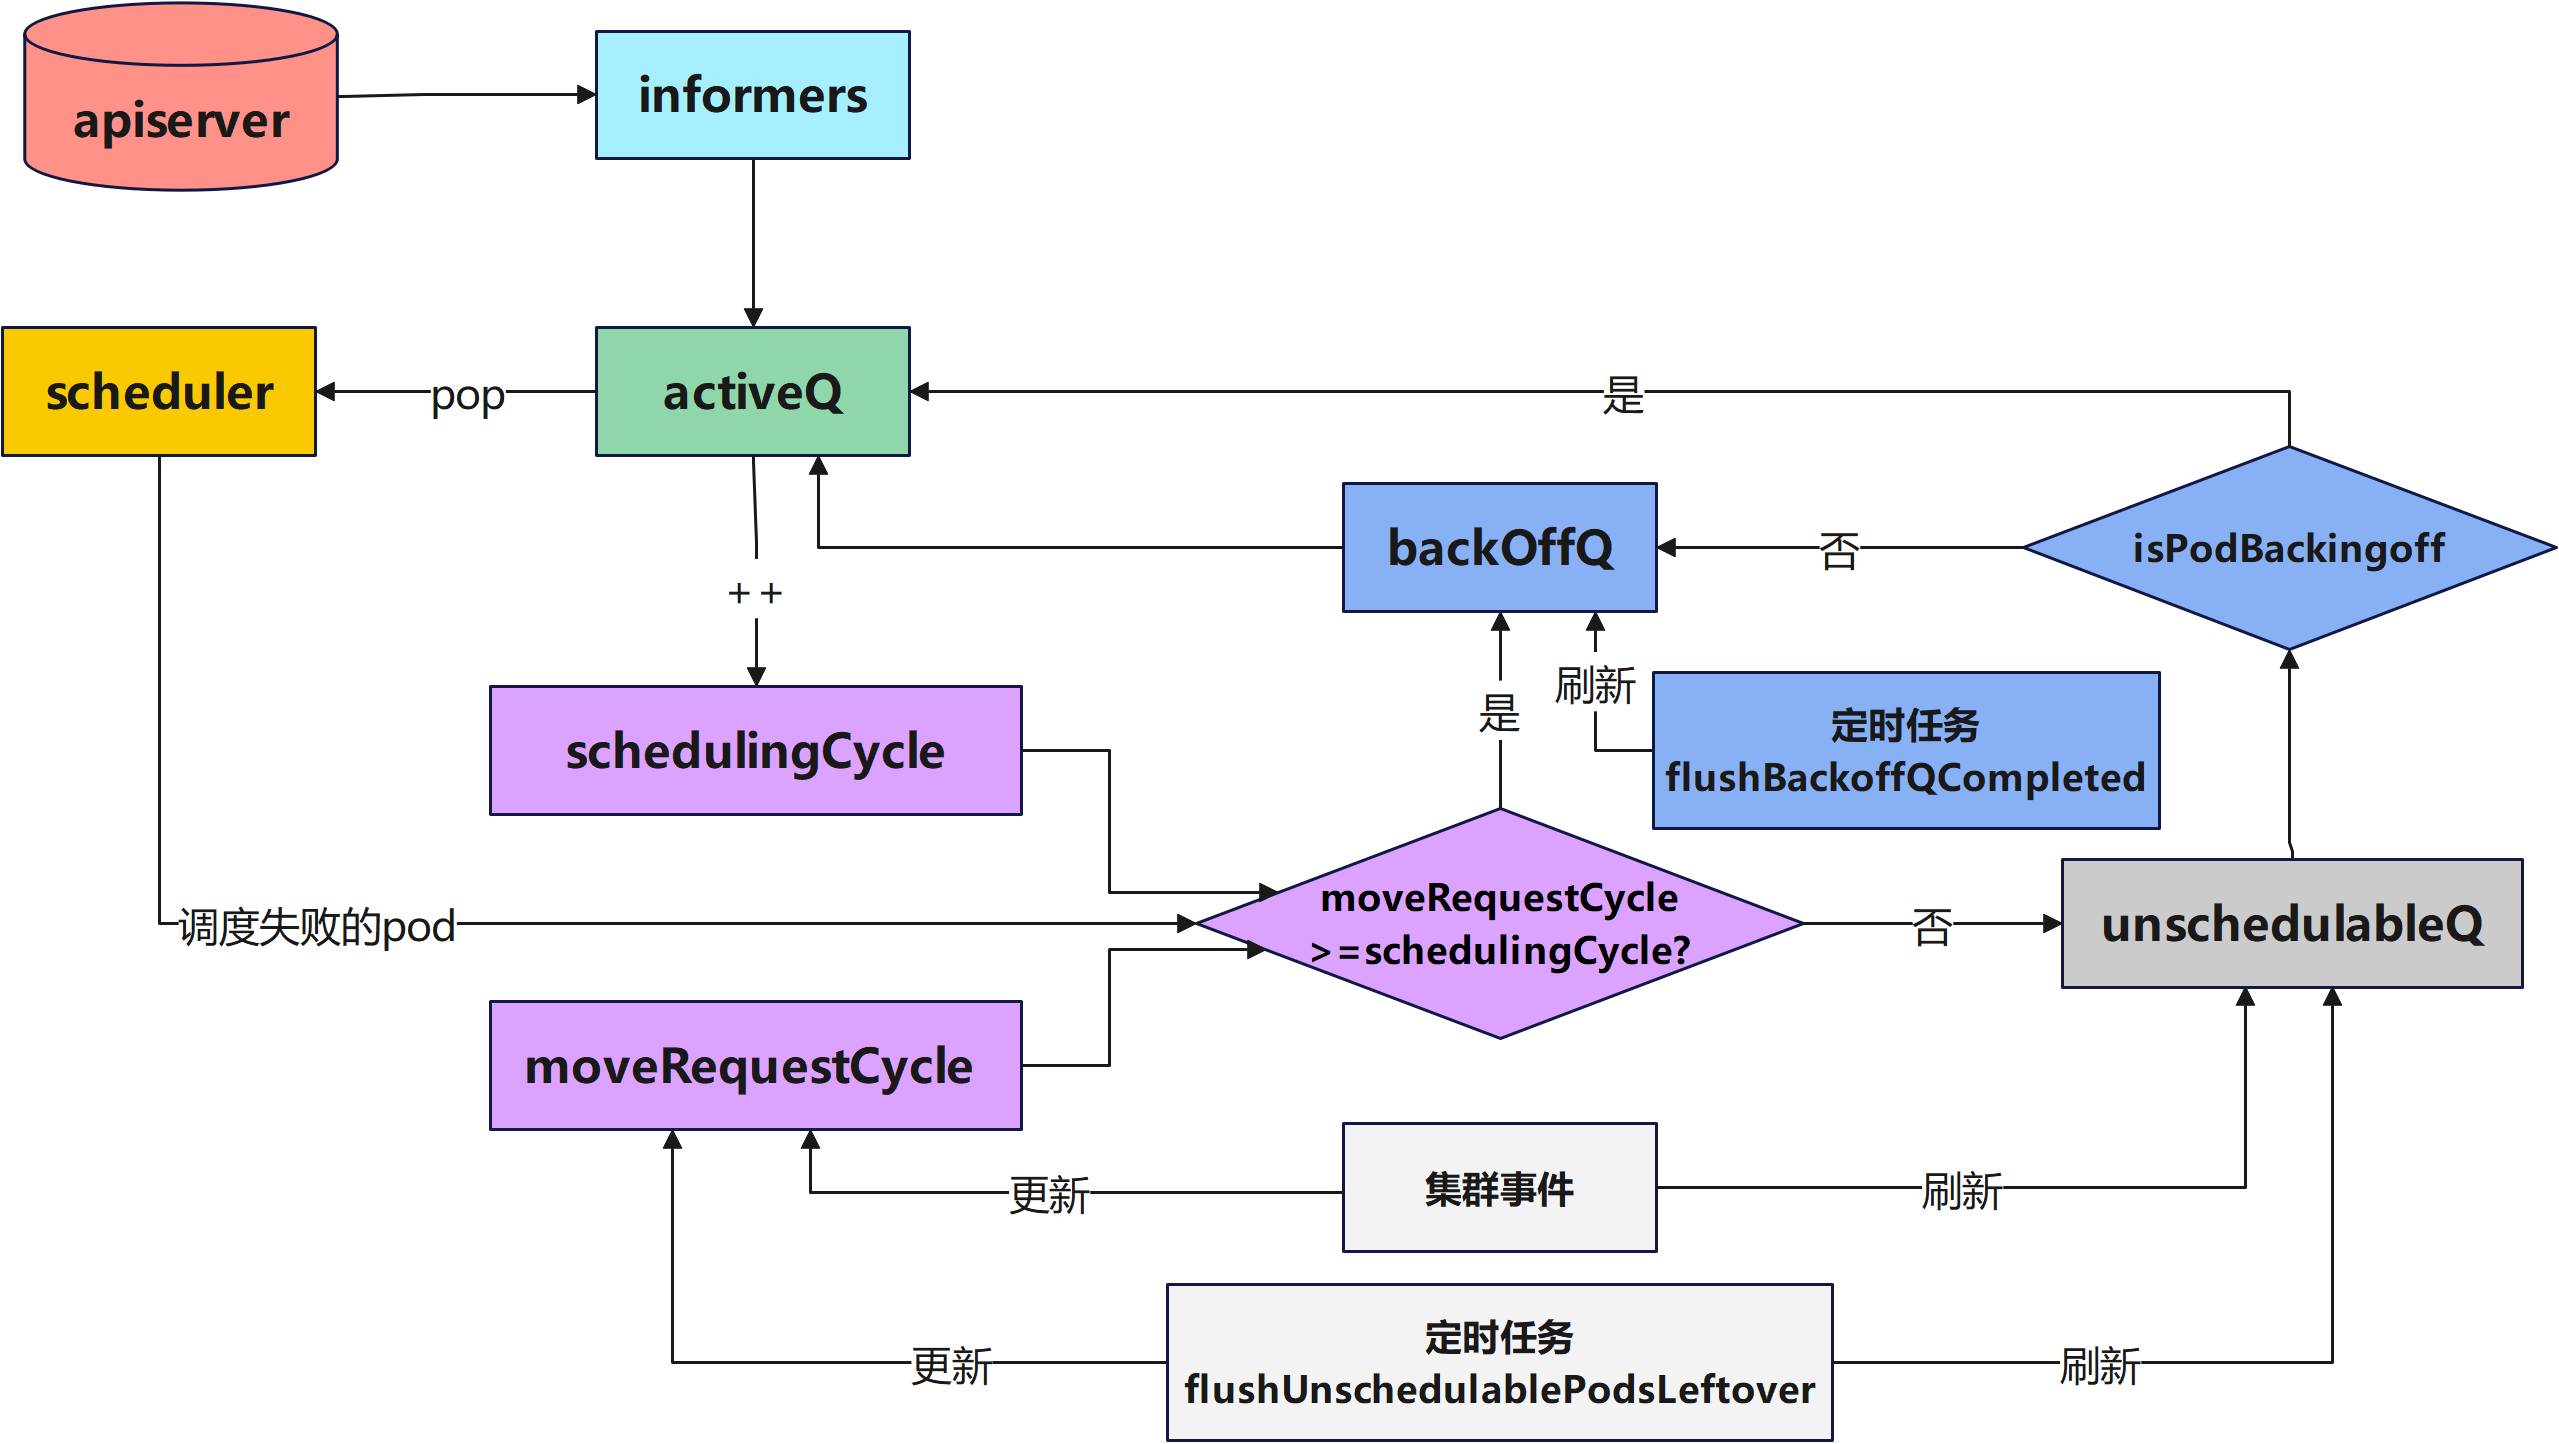 apiserver
informers
scheduler
pop
activeQ
是
backOffQ
否
isPodBackingoff
++
刷新
是
schedulingCycle
定时任务
flushBackoffQCompleted
调度失败的pod
moveRequestCycle
>=schedulingCycle?
否
unschedulableQ
moveRequestCycle
更新
集群事件
刷新
更新
定时任务
flushUnschedulablePodsLeftover
刷新